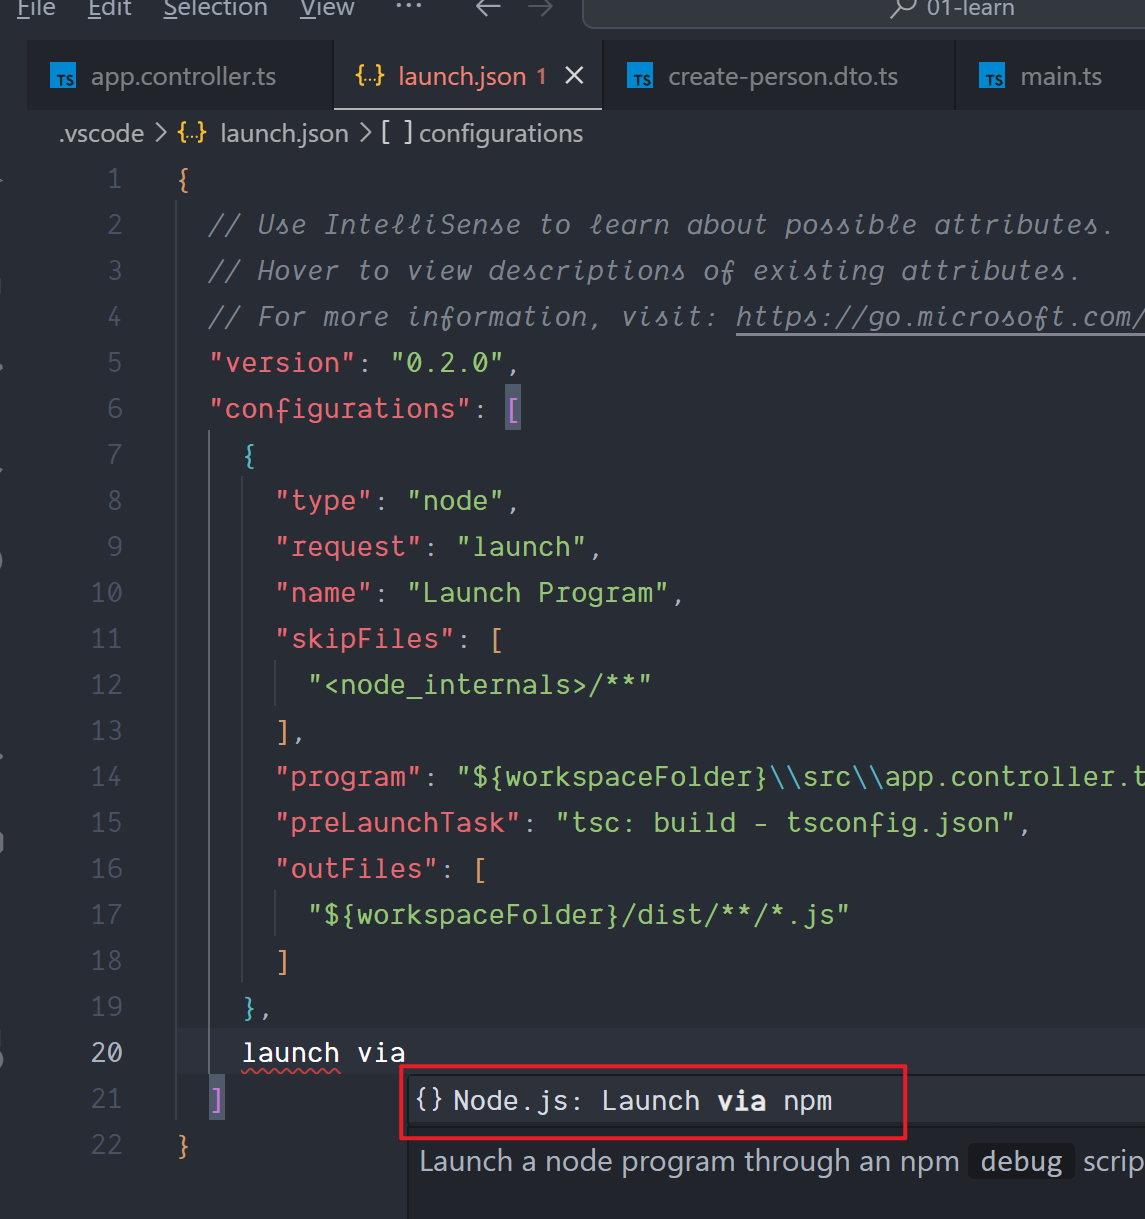 File Edit Selection View ··· 01-learn
app.controller.ts launch.json 1 create-person.dto.ts main.ts
.vscode > {..} launch.json > [ ] configurations
1 {
2 // Use IntelliSense to learn about possible attributes.
3 // Hover to view descriptions of existing attributes.
4 // For more information, visit: https://go.microsoft.com/
5 "version": "0.2.0",
6 "configurations": [
7 {
8 "type": "node",
9 "request": "launch",
10 "name": "Launch Program",
11 "skipFiles": [
12 "<node_internals>/**"
13 ],
14 "program": "${workspaceFolder}\\src\\app.controller.t
15 "preLaunchTask": "tsc: build - tsconfig.json",
16 "outFiles": [
17 "${workspaceFolder}/dist/**/*.js"
18 ]
19 },
20 launch via
21 ]
{} Node.js: Launch via npm
22 }
Launch a node program through an npm debug scrip